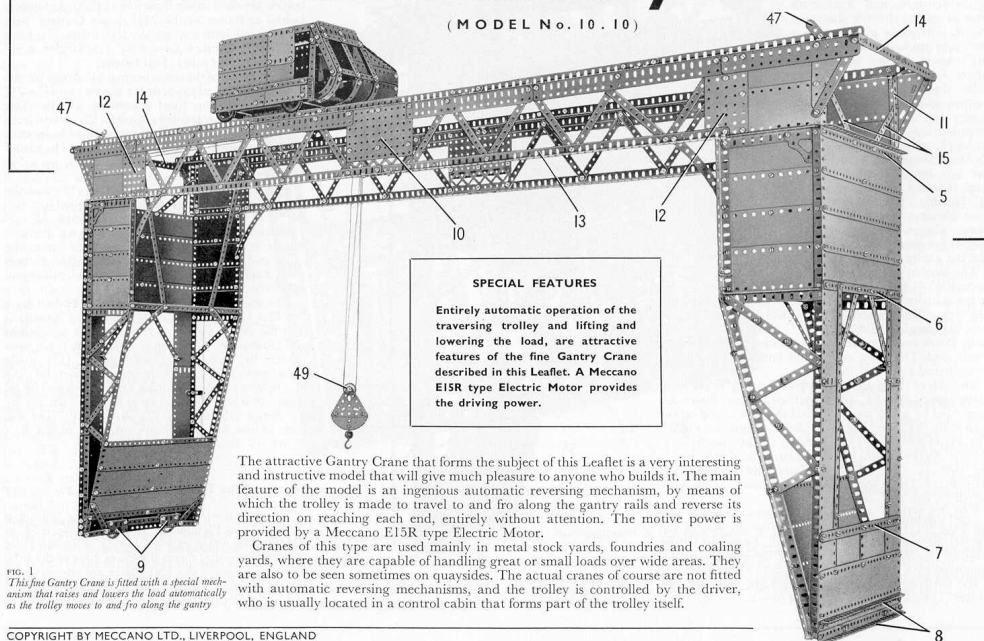 (MODEL No. 10.10)
47
14
47
12
14
11
15
5
10
13
12
6
SPECIAL FEATURES
Entirely automatic operation of the
traversing trolley and lifting and
lowering the load, are attractive
features of the fine Gantry Crane
described in this Leaflet. A Meccano
E15R type Electric Motor provides
the driving power.
49
The attractive Gantry Crane that forms the subject of this Leaflet is a very interesting
and instructive model that will give much pleasure to anyone who builds it. The main
feature of the model is an ingenious automatic reversing mechanism, by means of
which the trolley is made to travel to and fro along the gantry rails and reverse its
direction on reaching each end, entirely without attention. The motive power is
provided by a Meccano E15R type Electric Motor.
Cranes of this type are used mainly in metal stock yards, foundries and coaling
yards, where they are capable of handling great or small loads over wide areas. They
are also to be seen sometimes on quaysides. The actual cranes of course are not fitted
with automatic reversing mechanisms, and the trolley is controlled by the driver,
who is usually located in a control cabin that forms part of the trolley itself.
7
9
8
FIG. 1
This fine Gantry Crane is fitted with a special mech-
anism that raises and lowers the load automatically
as the trolley moves to and fro along the gantry
COPYRIGHT BY MECCANO LTD., LIVERPOOL, ENGLAND